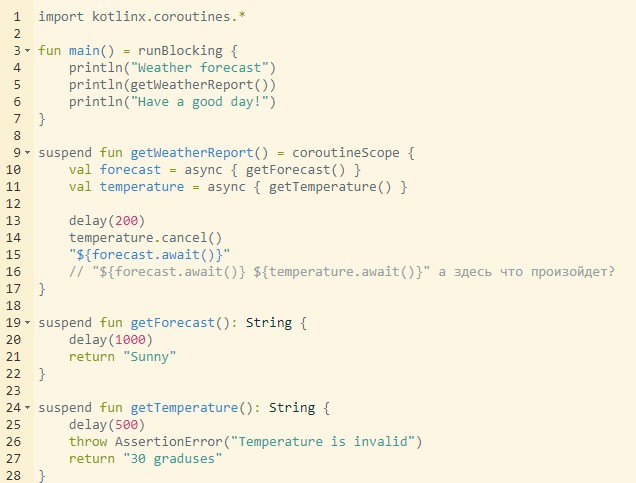 1 import kotlinx.coroutines.*
2
3 fun main() = runBlocking {
4     println("Weather forecast")
5     println(getWeatherReport())
6     println("Have a good day!")
7 }
8
9 suspend fun getWeatherReport() = coroutineScope {
10     val forecast = async { getForecast() }
11     val temperature = async { getTemperature() }
12
13     delay(200)
14     temperature.cancel()
15     "${forecast.await()}"
16     // "${forecast.await()} ${temperature.await()}" а здесь что произойдет?
17 }
18
19 suspend fun getForecast(): String {
20     delay(1000)
21     return "Sunny"
22 }
23
24 suspend fun getTemperature(): String {
25     delay(500)
26     throw AssertionError("Temperature is invalid")
27     return "30 graduses"
28 }